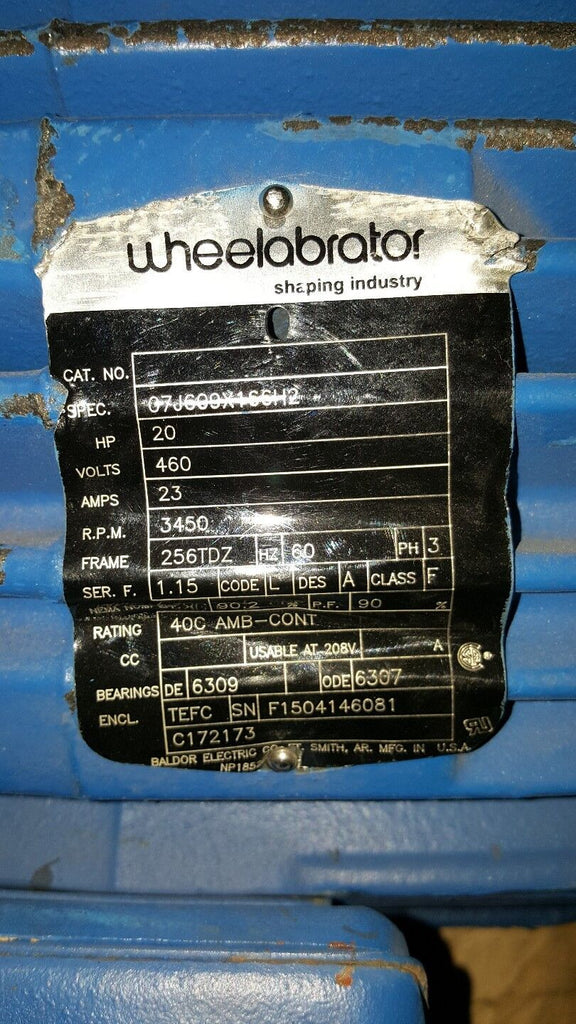 wheelabrator
shaping industry
CAT. NO.
SPEC. 07J609X166H2
HP 20
VOLTS 460
AMPS 23
R.P.M. 3450
FRAME 256TDZ HZ 60 PH 3
SER. F. 1.15 CODE L DES A CLASS F
90.2 % P.F. 90 %
RATING 40C AMB-CONT
CC USABLE AT 208V A
BEARINGS DE 6309 ODE 6307
ENCL. TEFC SN F1504146081
C172173
BALDOR ELECTRIC FT. SMITH, AR. MFG. IN U.S.A.